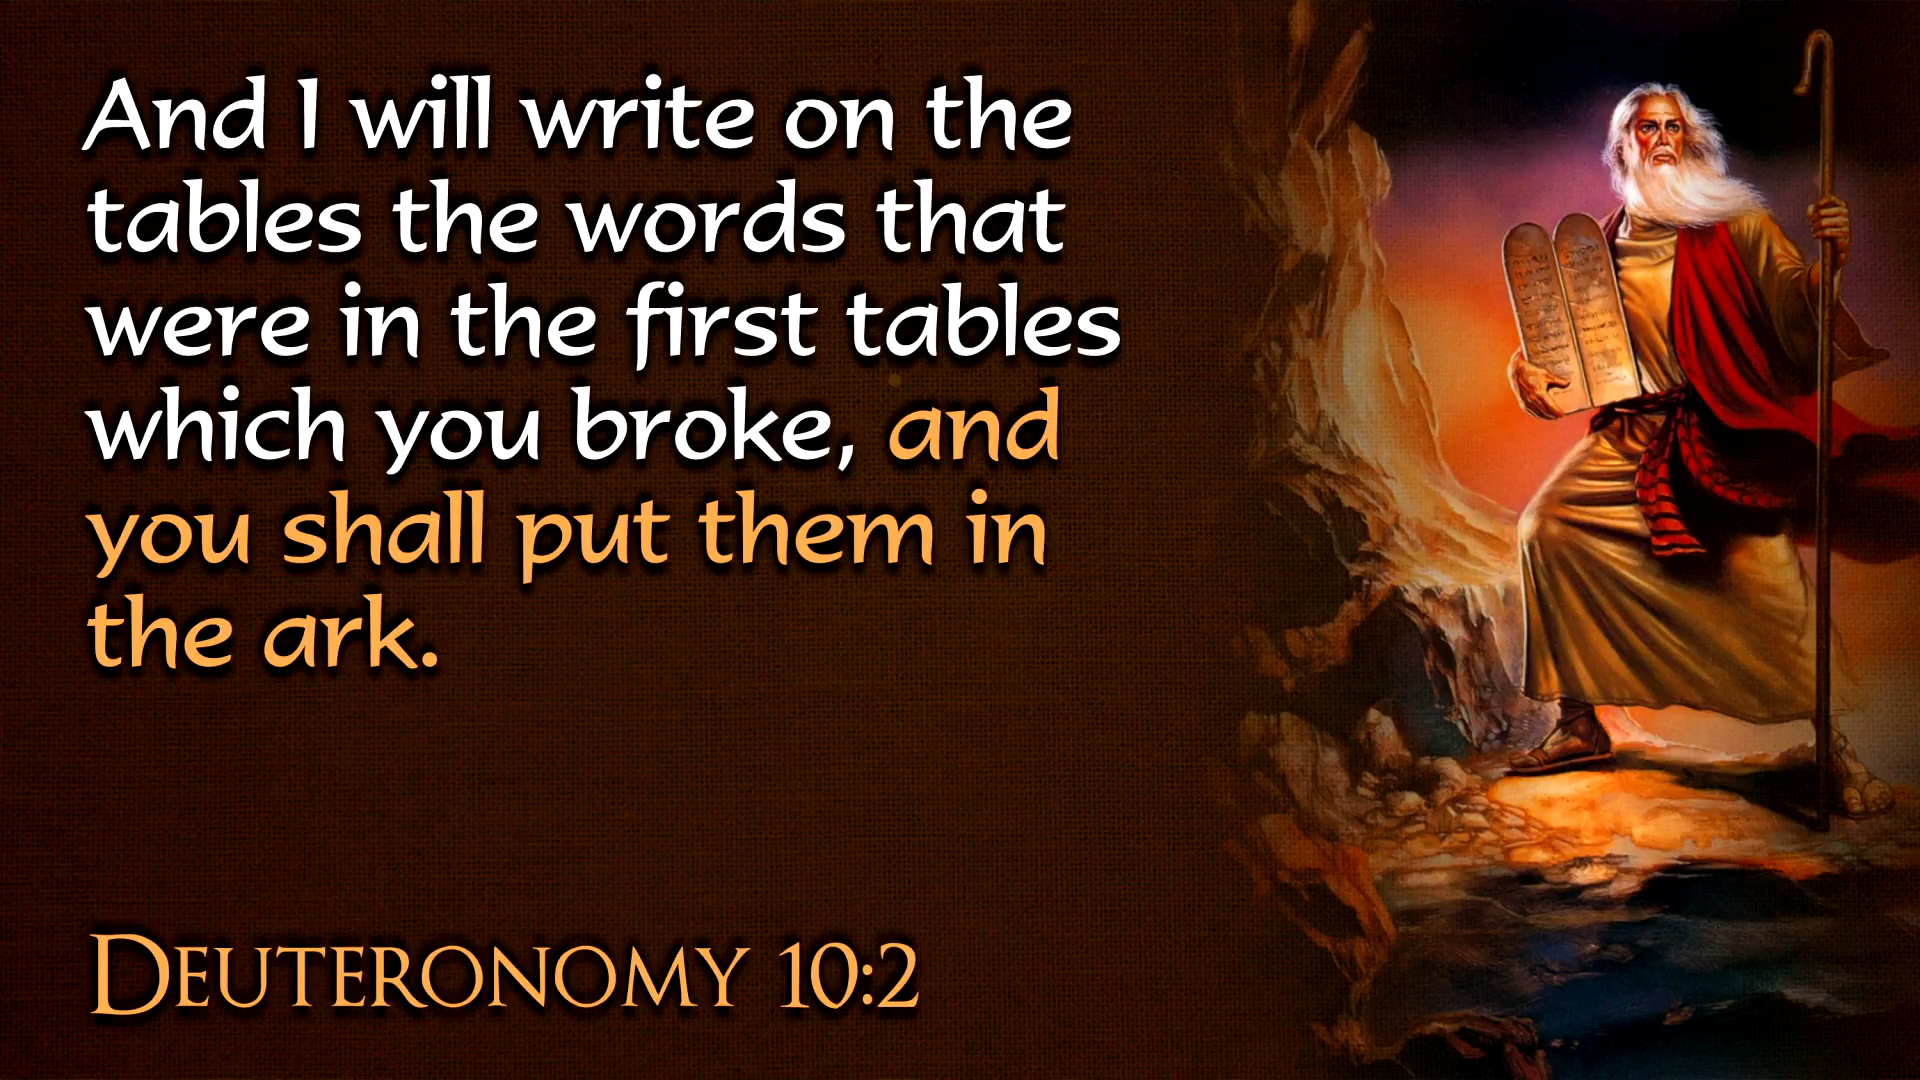 And I will write on the
tables the words that
were in the first tables
which you broke, and
you shall put them in
the ark.
Deuteronomy 10:2